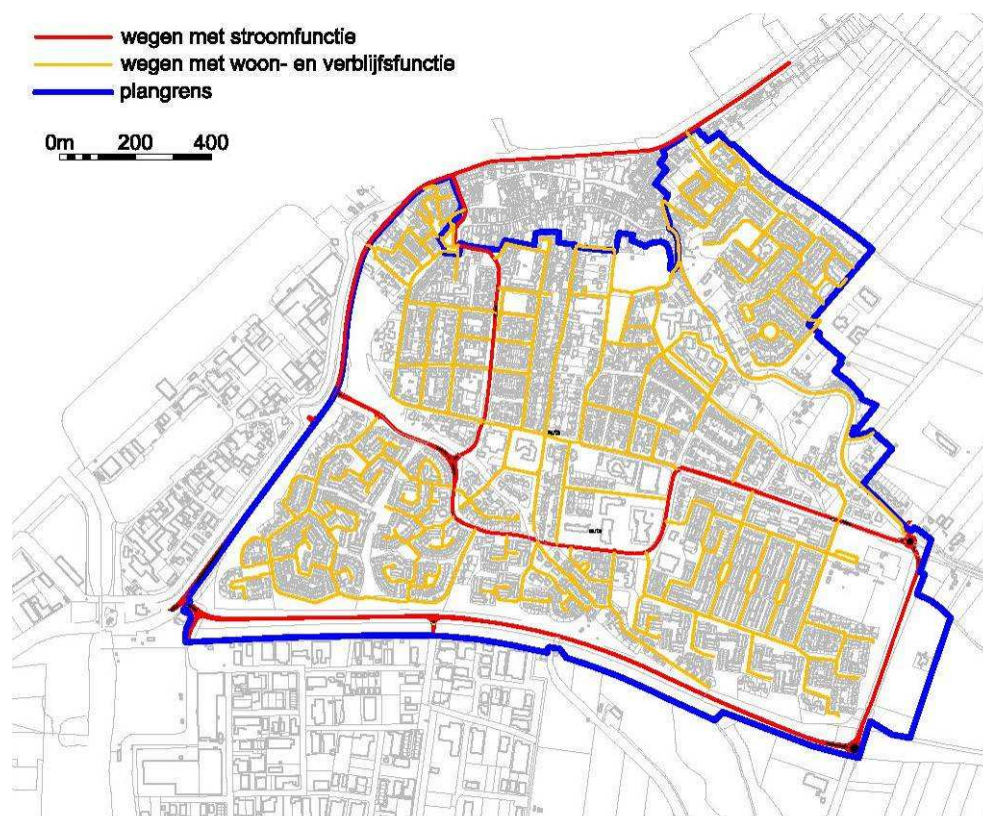 wegen met stroomfunctie
wegen met woon- en verblijfsfunctie
plangrens
0m 200 400